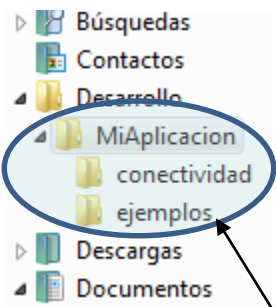 Búsquedas
Contactos
Desarrollo
MiAplicacion
conectividad
ejemplos
Descargas
Documentos